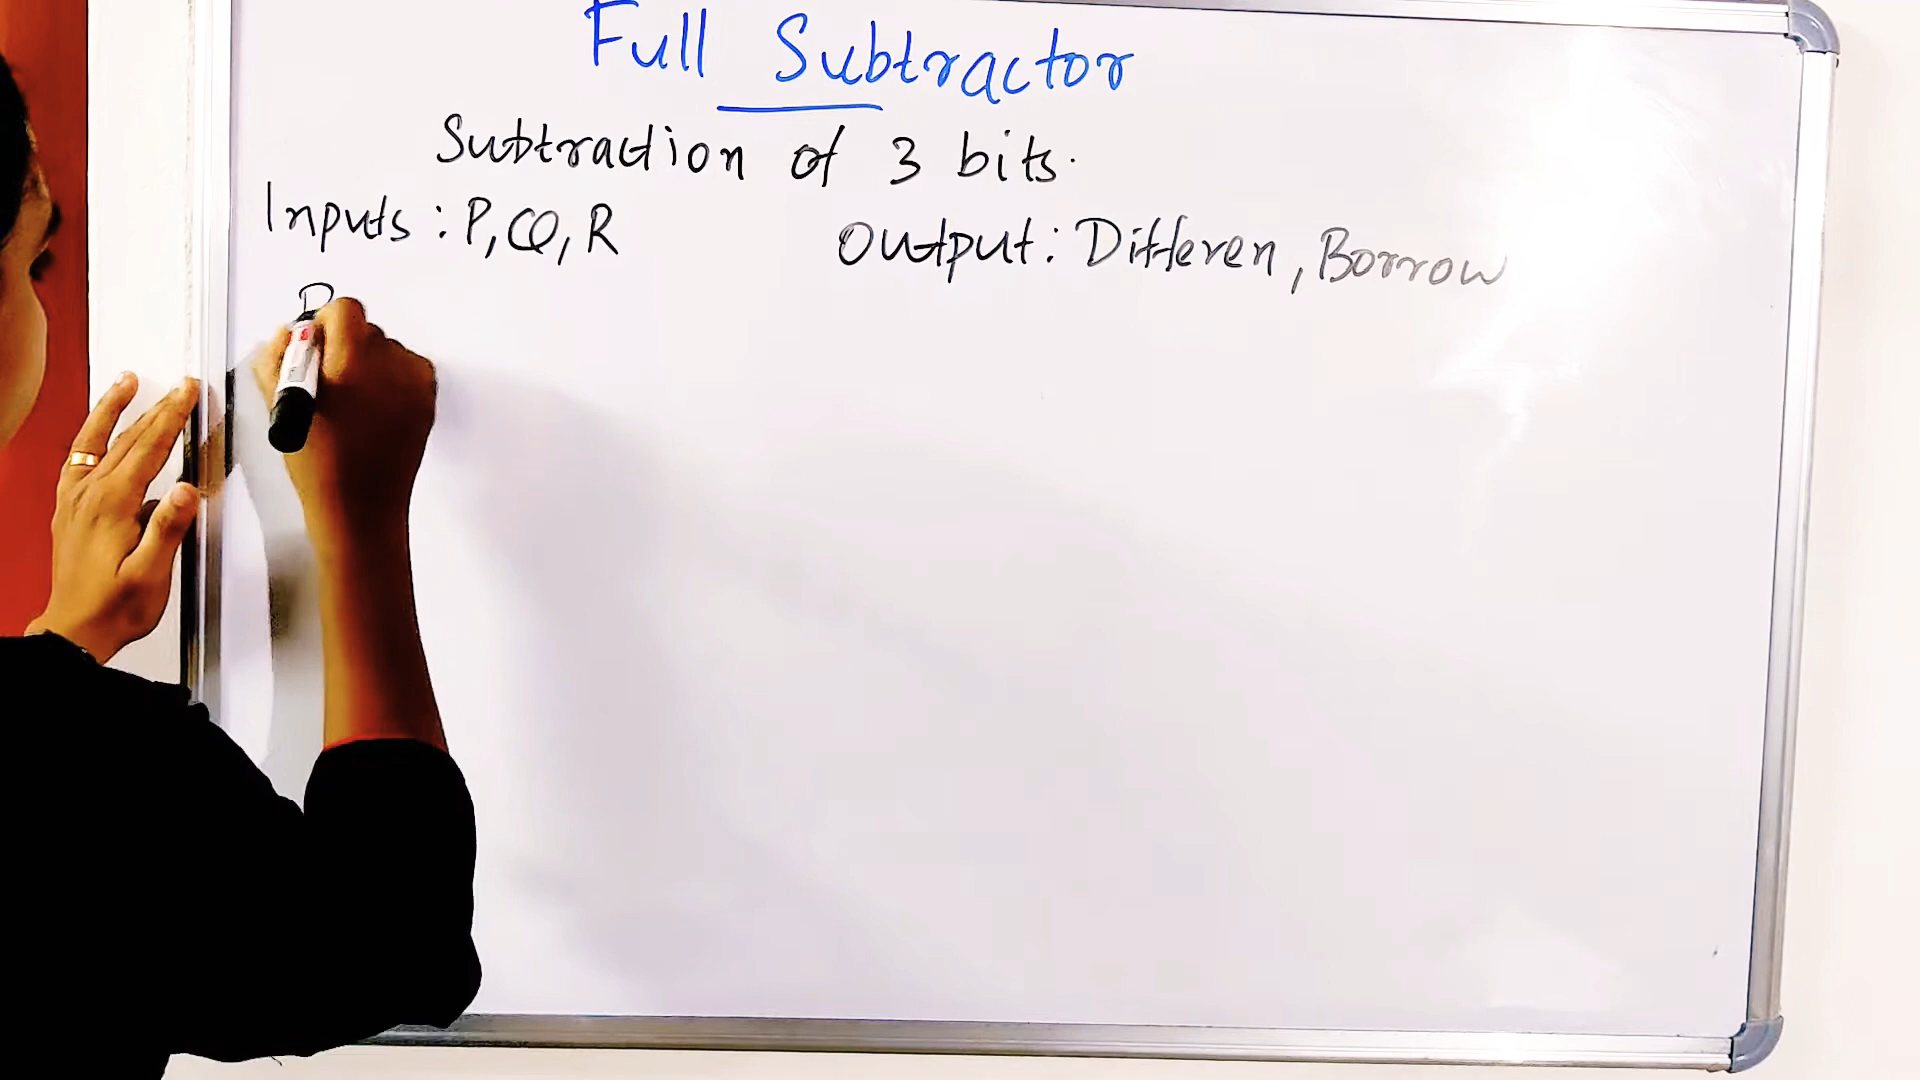 Full Subtractor
Subtraction of 3 bits.
Inputs : P, Q, R
Output : Differen, Borrow
P